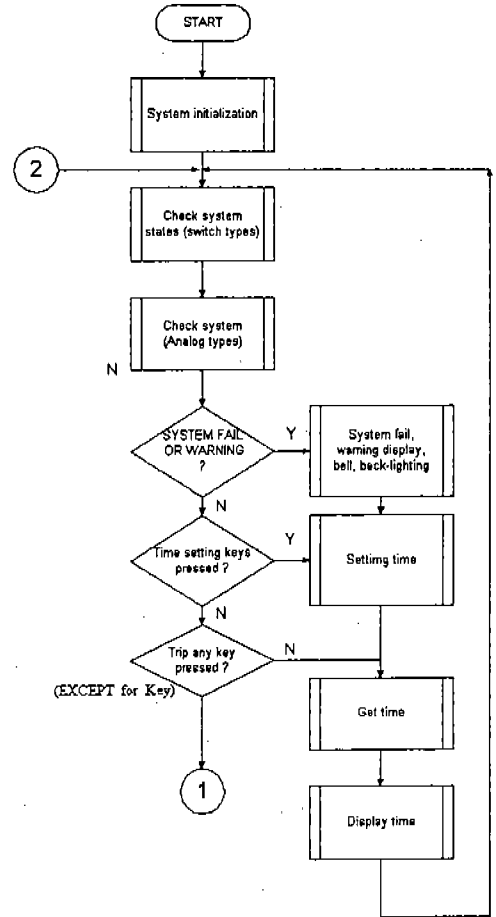 START
System initialization
2
Check system
states (switch types)
Check system
(Analog types)
N
SYSTEM FAIL
OR WARNING
?
Y
System fail,
warning display,
bell, back-lighting
N
Time setting keys
pressed ?
Y
Setting time
N
Trip any key
pressed ?
N
(EXCEPT for Key)
Get time
1
Display time